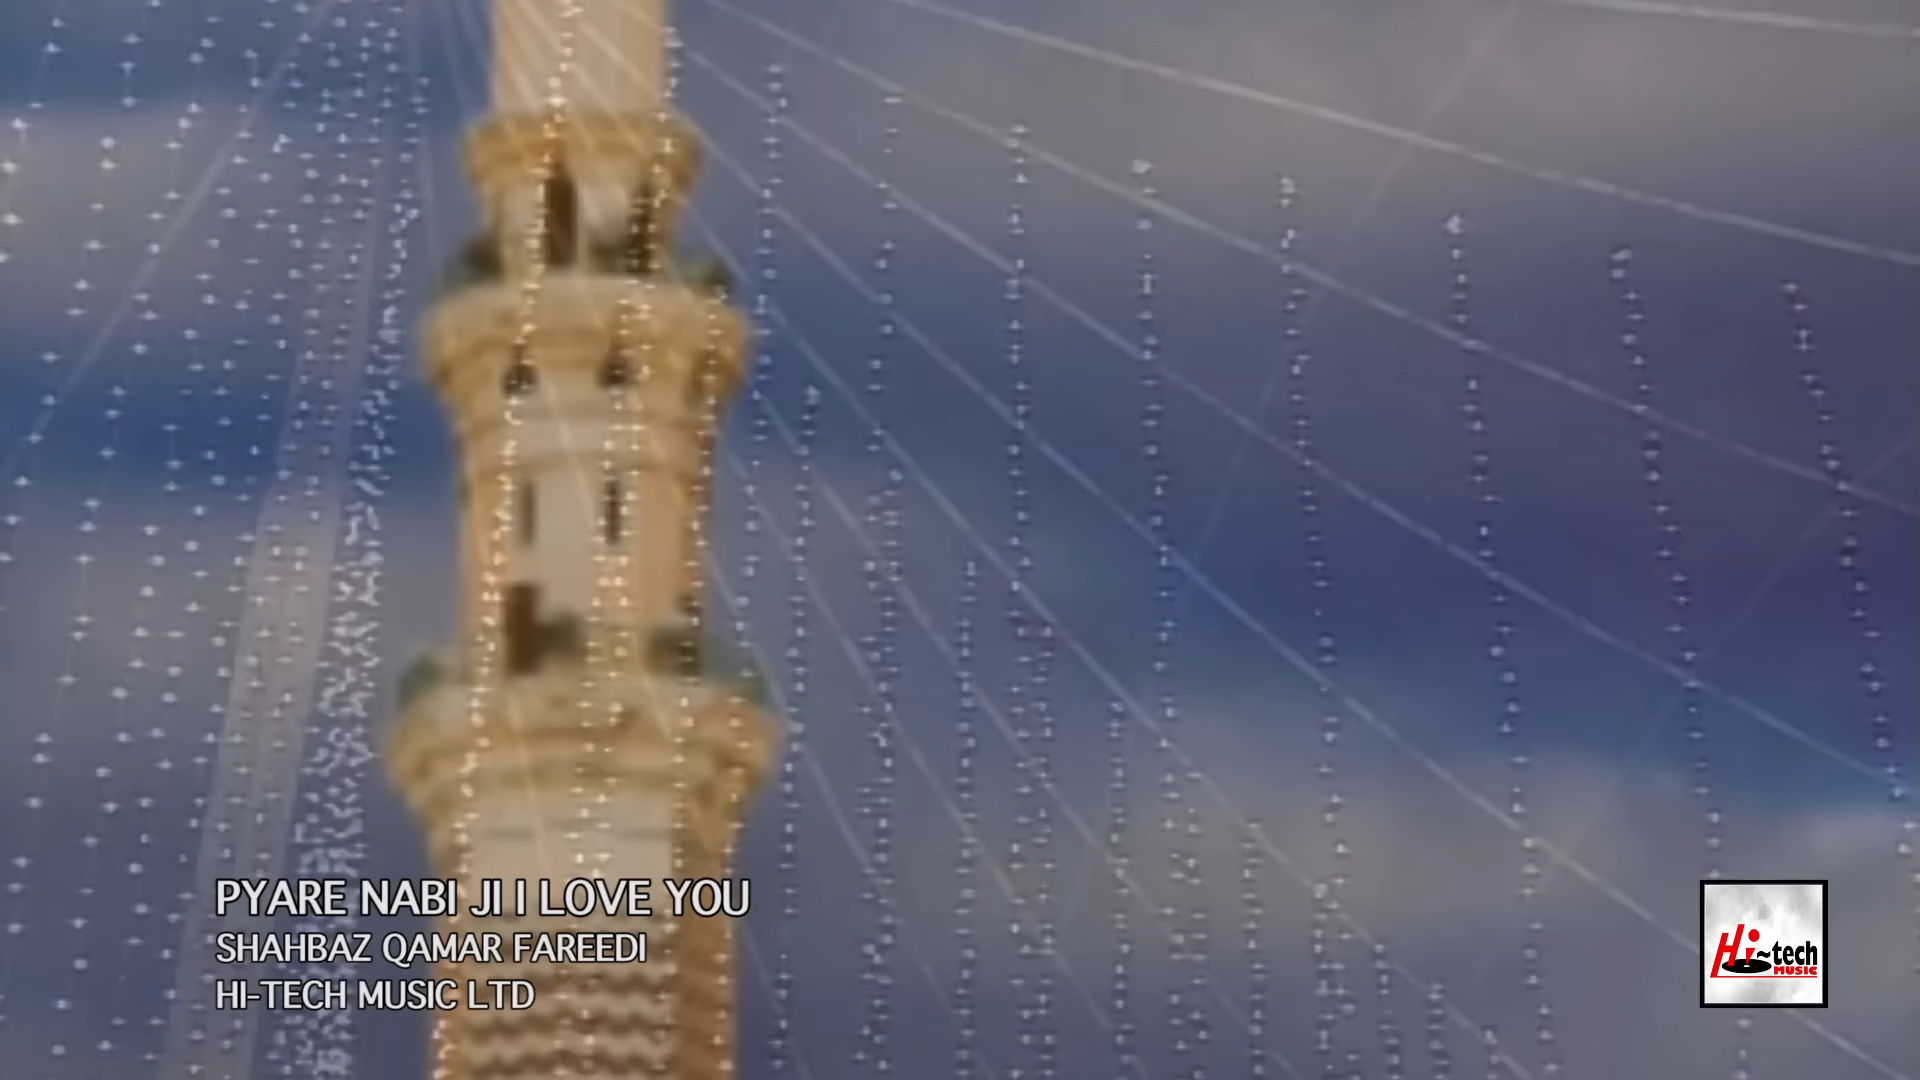 PYARE NABI JI I LOVE YOU
SHAHBAZ QAMAR FAREEDI
HI-TECH MUSIC LTD
Hi~tech
MUSIC